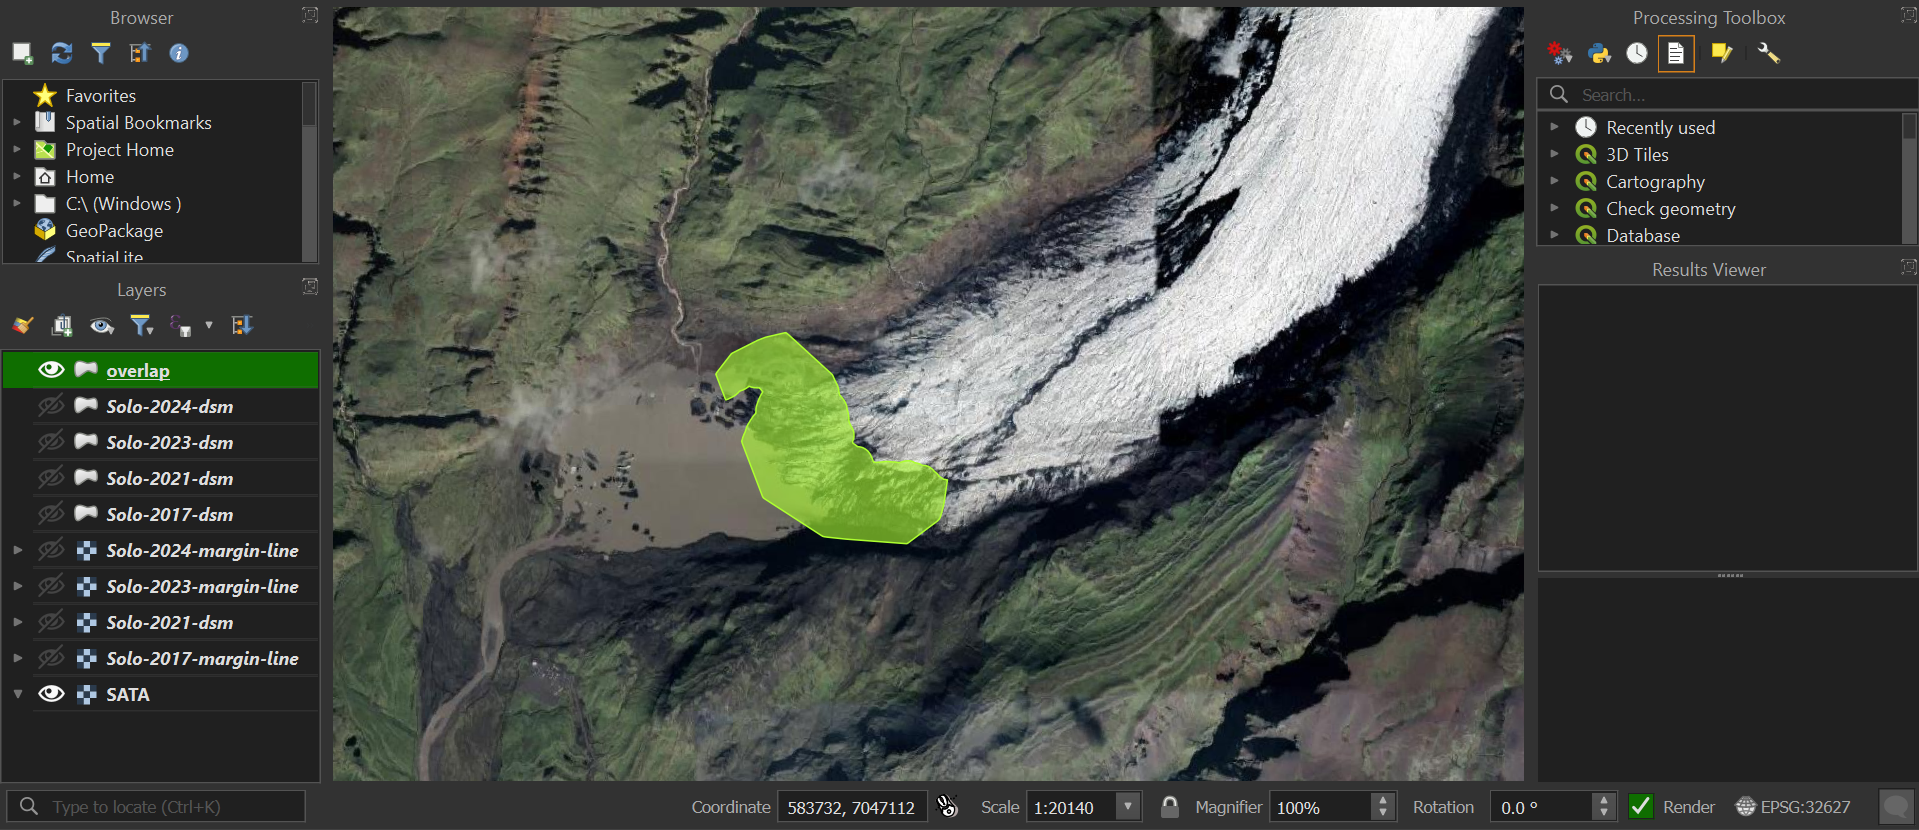 Browser
Favorites
Spatial Bookmarks
Project Home
Home
C:\ (Windows )
GeoPackage
SpatiaLite
Layers
overlap
Solo-2024-dsm
Solo-2023-dsm
Solo-2021-dsm
Solo-2017-dsm
Solo-2024-margin-line
Solo-2023-margin-line
Solo-2021-dsm
Solo-2017-margin-line
SATA
Processing Toolbox
Search...
Recently used
3D Tiles
Cartography
Check geometry
Database
Results Viewer
Type to locate (Ctrl+K)
Coordinate 583732, 7047112 Scale 1:20140 Magnifier 100% Rotation 0.0 ° Render EPSG:32627